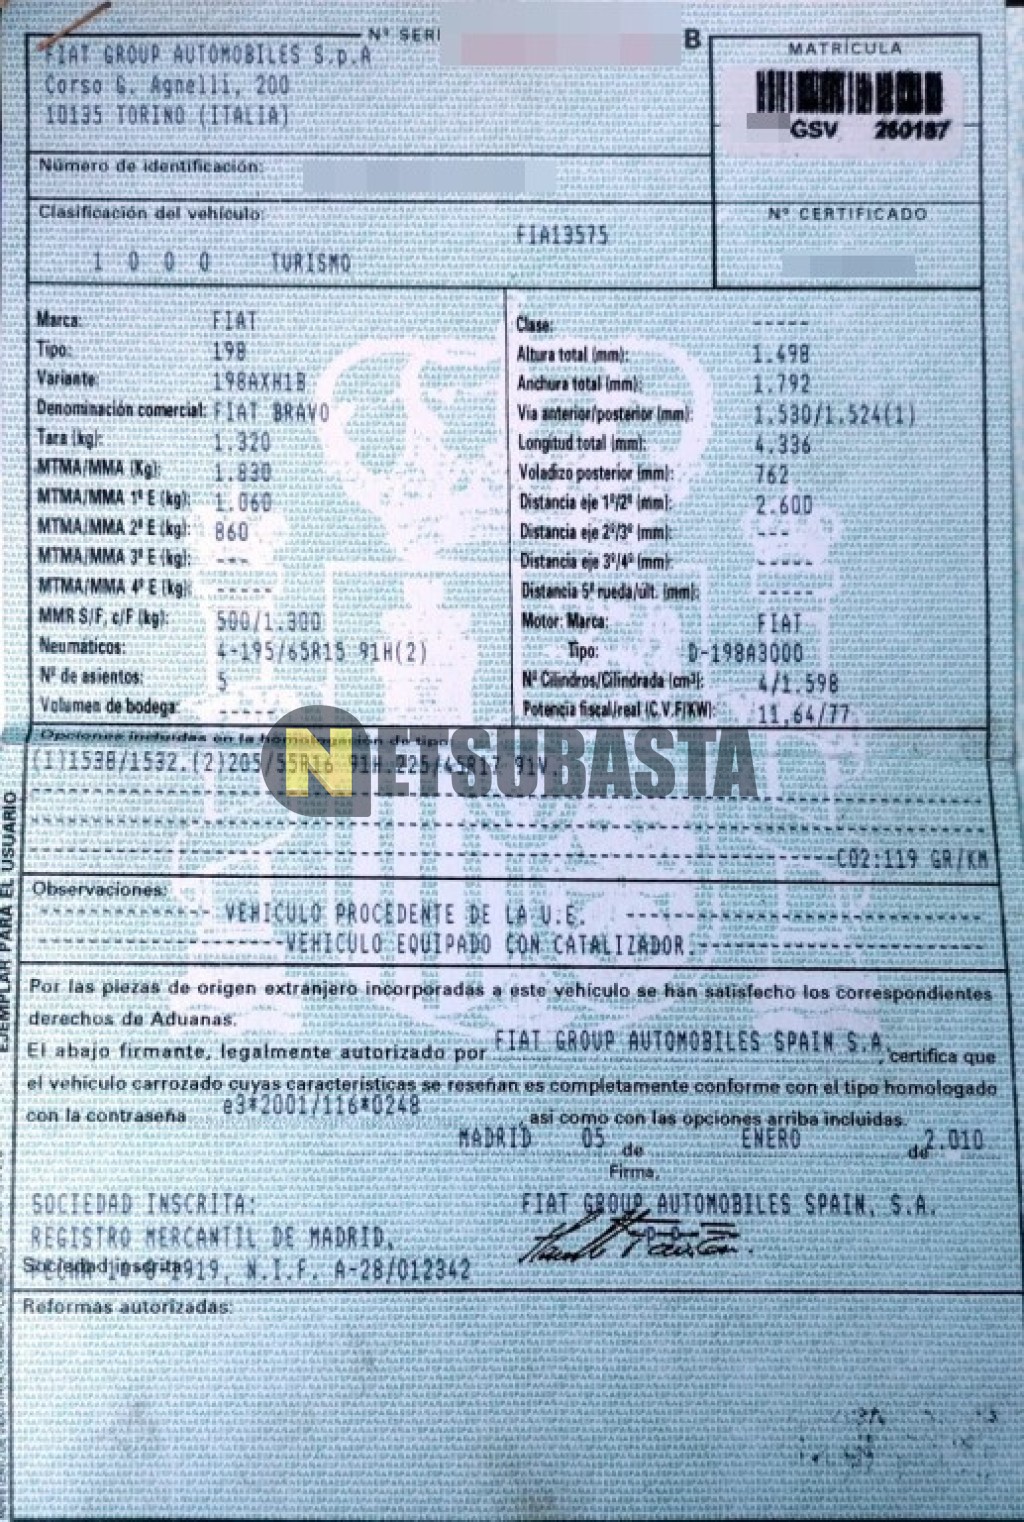 Nº SERI
B
FIAT GROUP AUTOMOBILES S.p.A
Corso G. Agnelli, 200
10135 TORINO (ITALIA)
MATRÍCULA
GSV 260187
Número de identificación:
Clasificación del vehículo:
FIA13575
1 0 0 0 TURISMO
Nº CERTIFICADO
Marca: FIAT
Tipo: 198
Variante: 198AXH1B
Denominación comercial: FIAT BRAVO
Tara (kg): 1.320
MTMA/MMA (Kg): 1.830
MTMA/MMA 1º E (kg): 1.060
MTMA/MMA 2º E (kg): 860
MTMA/MMA 3º E (kg): ---
MTMA/MMA 4º E (kg): -----
MMR S/F, c/F (kg): 500/1.300
Neumáticos: 4-195/65R15 91H(2)
Nº de asientos: 5
Volumen de bodega: -----
Clase: -----
Altura total (mm): 1.498
Anchura total (mm): 1.792
Vía anterior/posterior (mm): 1.530/1.524(1)
Longitud total (mm): 4.336
Voladizo posterior (mm): 762
Distancia eje 1º/2º (mm): 2.600
Distancia eje 2º/3º (mm): ---
Distancia eje 3º/4º (mm): -----
Distancia 5ª rueda/últ. (mm): -----
Motor: Marca: FIAT
Tipo: D-198A3000
Nº Cilindros/Cilindrada (cm³): 4/1.598
Potencia fiscal/real (C.V.F/KW): 11,64/77
Opciones incluidas en la homologación de tipo
(1)1538/1532.(2)205/55R16 91H.225/45R17 91V.
NETSUBASTA
CO2:119 GR/KM
Observaciones:
VEHICULO PROCEDENTE DE LA U.E.
VEHICULO EQUIPADO CON CATALIZADOR.
Por las piezas de origen extranjero incorporadas a este vehículo se han satisfecho los correspondientes
derechos de Aduanas.
El abajo firmante, legalmente autorizado por FIAT GROUP AUTOMOBILES SPAIN S.A. , certifica que
el vehículo carrozado cuyas características se reseñan es completamente conforme con el tipo homologado
con la contraseña e3*2001/116*0248 , así como con las opciones arriba incluidas.
MADRID 05 de ENERO de 2.010
Firma,
SOCIEDAD INSCRITA: FIAT GROUP AUTOMOBILES SPAIN, S.A.
REGISTRO MERCANTIL DE MADRID,
Sociedad inscrita
1919, N.I.F. A-28/012342
Reformas autorizadas:
EJEMPLAR PARA EL USUARIO